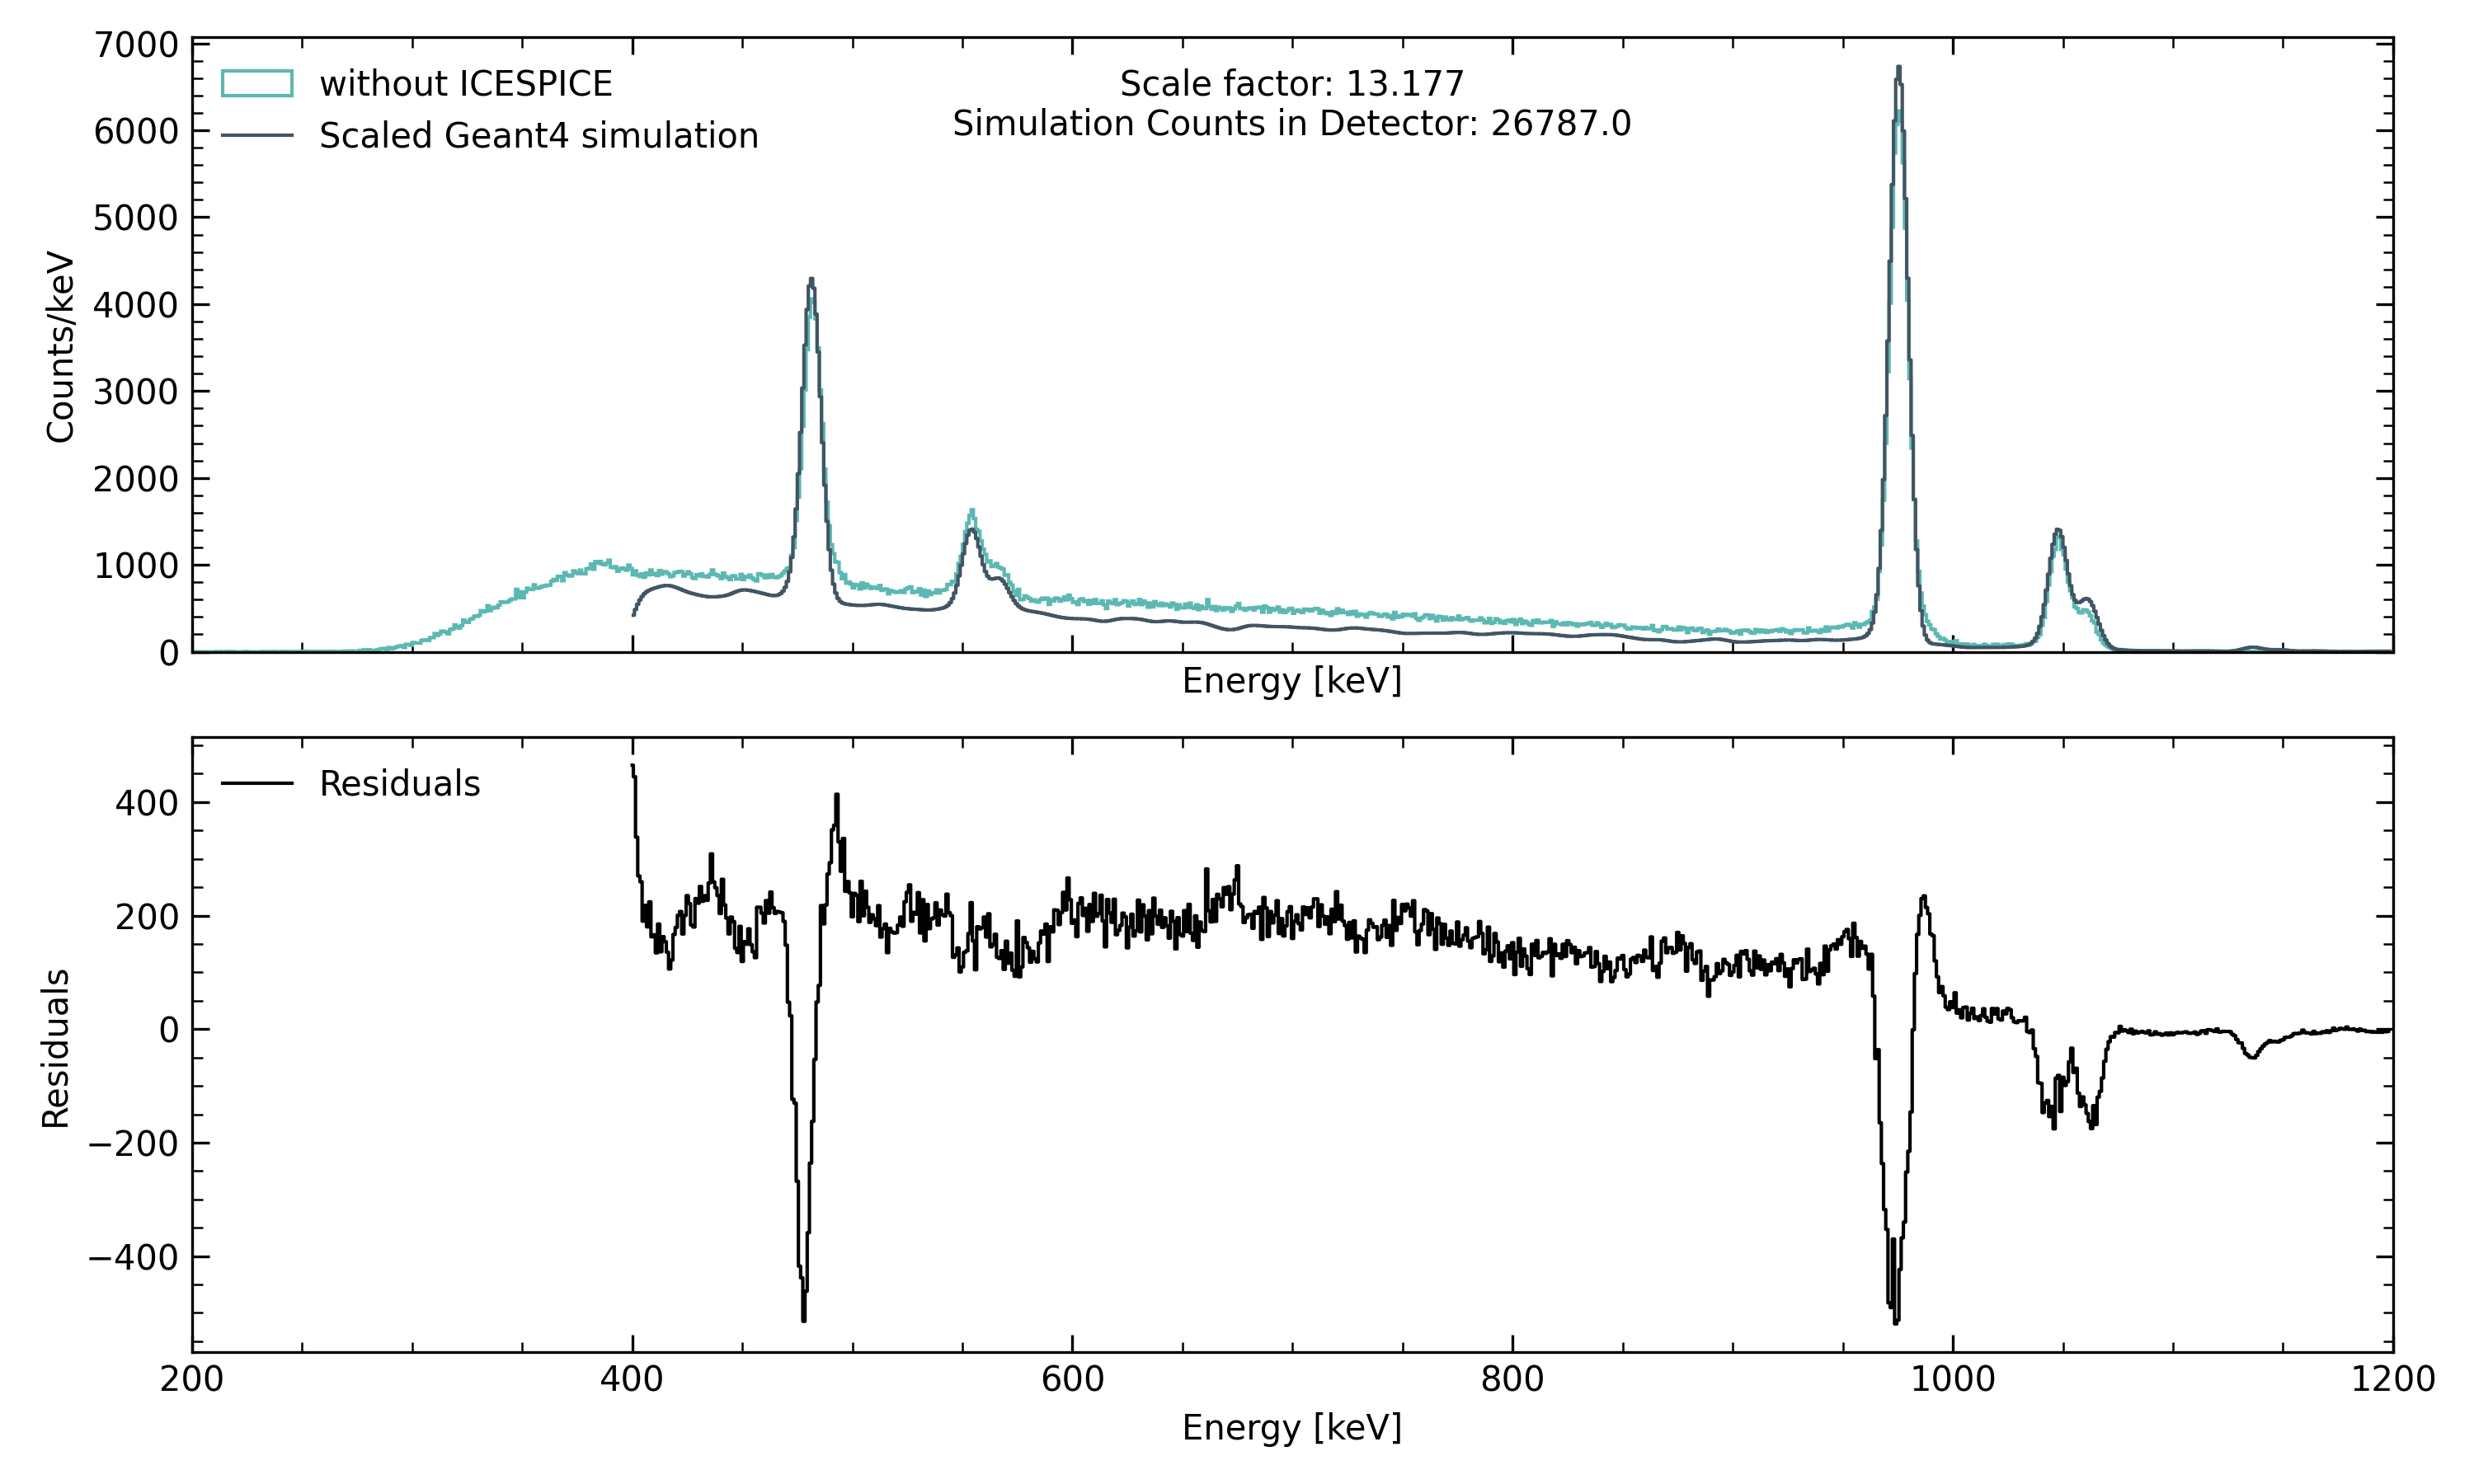 7000
6000
5000
4000
3000
2000
1000
0
Counts/keV
without ICESPICE
Scaled Geant4 simulation
Scale factor: 13.177
Simulation Counts in Detector: 26787.0
Energy [keV]
Residuals
400
200
0
−200
−400
Residuals
200 400 600 800 1000 1200
Energy [keV]